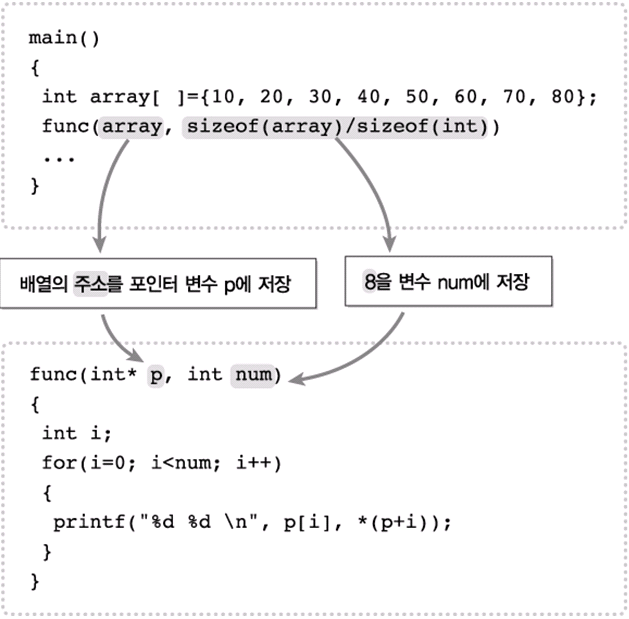 main()
{
int array[ ]={10, 20, 30, 40, 50, 60, 70, 80};
func(array, sizeof(array)/sizeof(int))
...
}
배열의 주소를 포인터 변수 p에 저장
8을 변수 num에 저장
func(int* p, int num)
{
int i;
for(i=0; i<num; i++)
{
printf("%d %d \n", p[i], *(p+i));
}
}